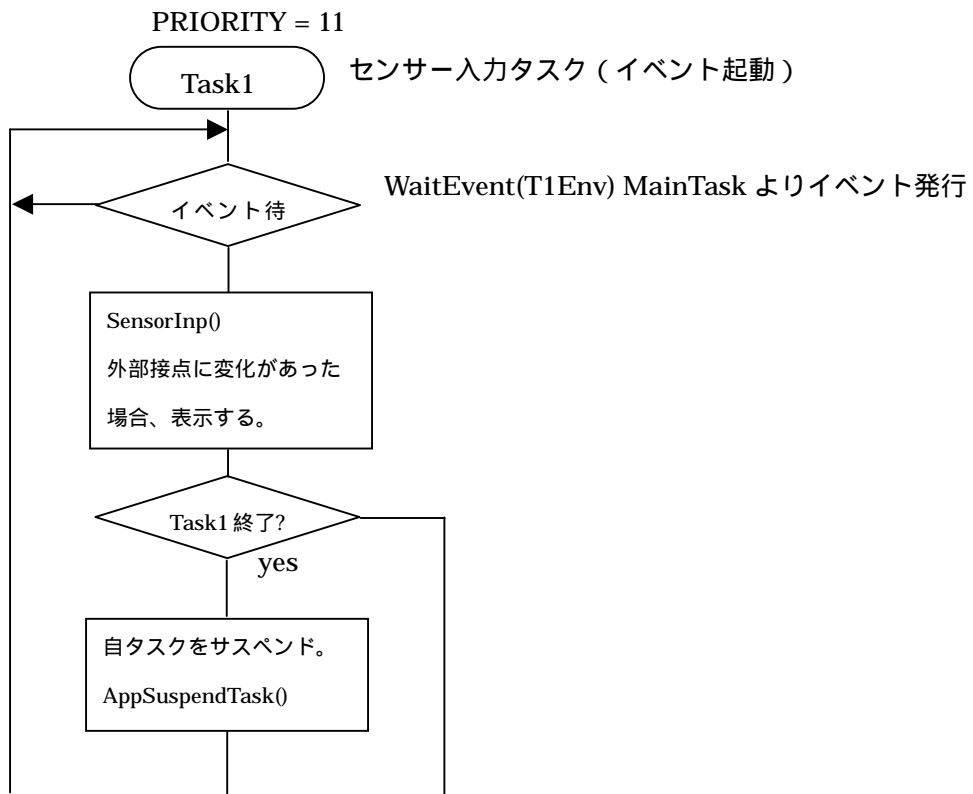 PRIORITY = 11
Task1
センサー入力タスク（イベント起動）
WaitEvent(T1Env) MainTask よりイベント発行
イベント待
SensorInp()
外部接点に変化があった
場合、表示する。
Task1 終了?
yes
自タスクをサスペンド。
AppSuspendTask()